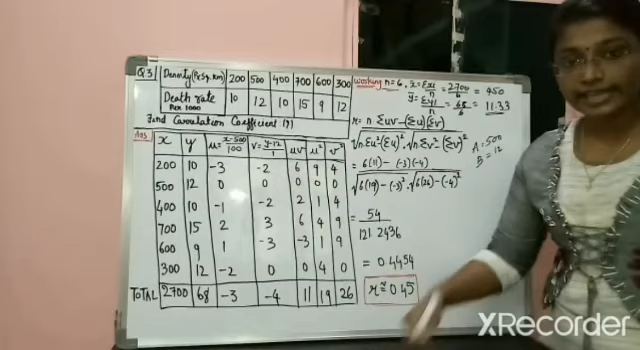 Q3 Density (Per Sq. Km) 200 500 400 700 600 300
Death rate Per 1000 10 12 10 15 9 12
Find Correlation Coefficient (r)
Ans
x y u = x-500/100 v = y-12/1 uv u² v²
200 10 -3 -2 6 9 4
500 12 0 0 0 0 0
400 10 -1 -2 2 1 4
700 15 2 3 6 4 9
600 9 1 -3 -3 1 9
300 12 -2 0 0 4 0
TOTAL 2700 68 -3 -4 11 19 26
Working n = 6, x̄ = Σxi/n = 2700/6 = 450
ȳ = Σyi/n = 68/6 = 11.33
r = n Σuv - (Σu)(Σv)
√n Σu² - (Σu)² · √n Σv² - (Σv)²
A = 500
B = 12
= 6(11) - (-3)(-4)
√6(19) - (-3)² · √6(26) - (-4)²
= 54
121.2436
= 0.4454
r ≈ 0.45
XRecorder